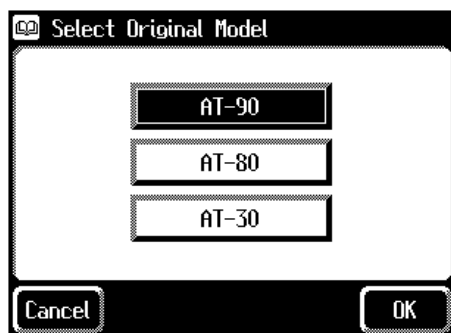 Select Original Model
AT-90
AT-80
AT-30
Cancel
OK